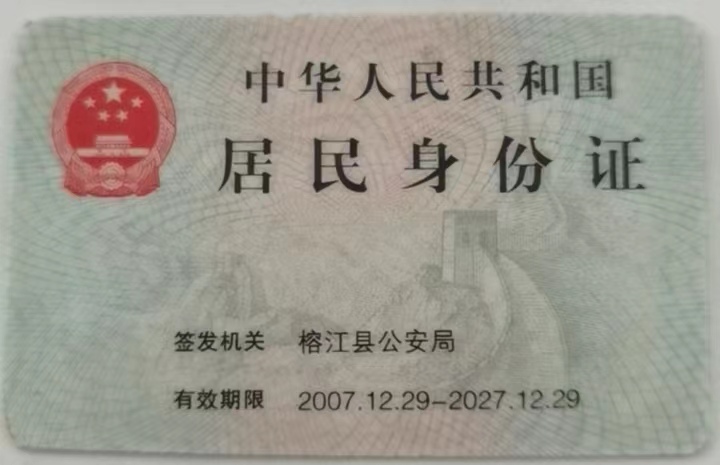 中华人民共和国
居民身份证
签发机关 榕江县公安局
有效期限 2007.12.29-2027.12.29